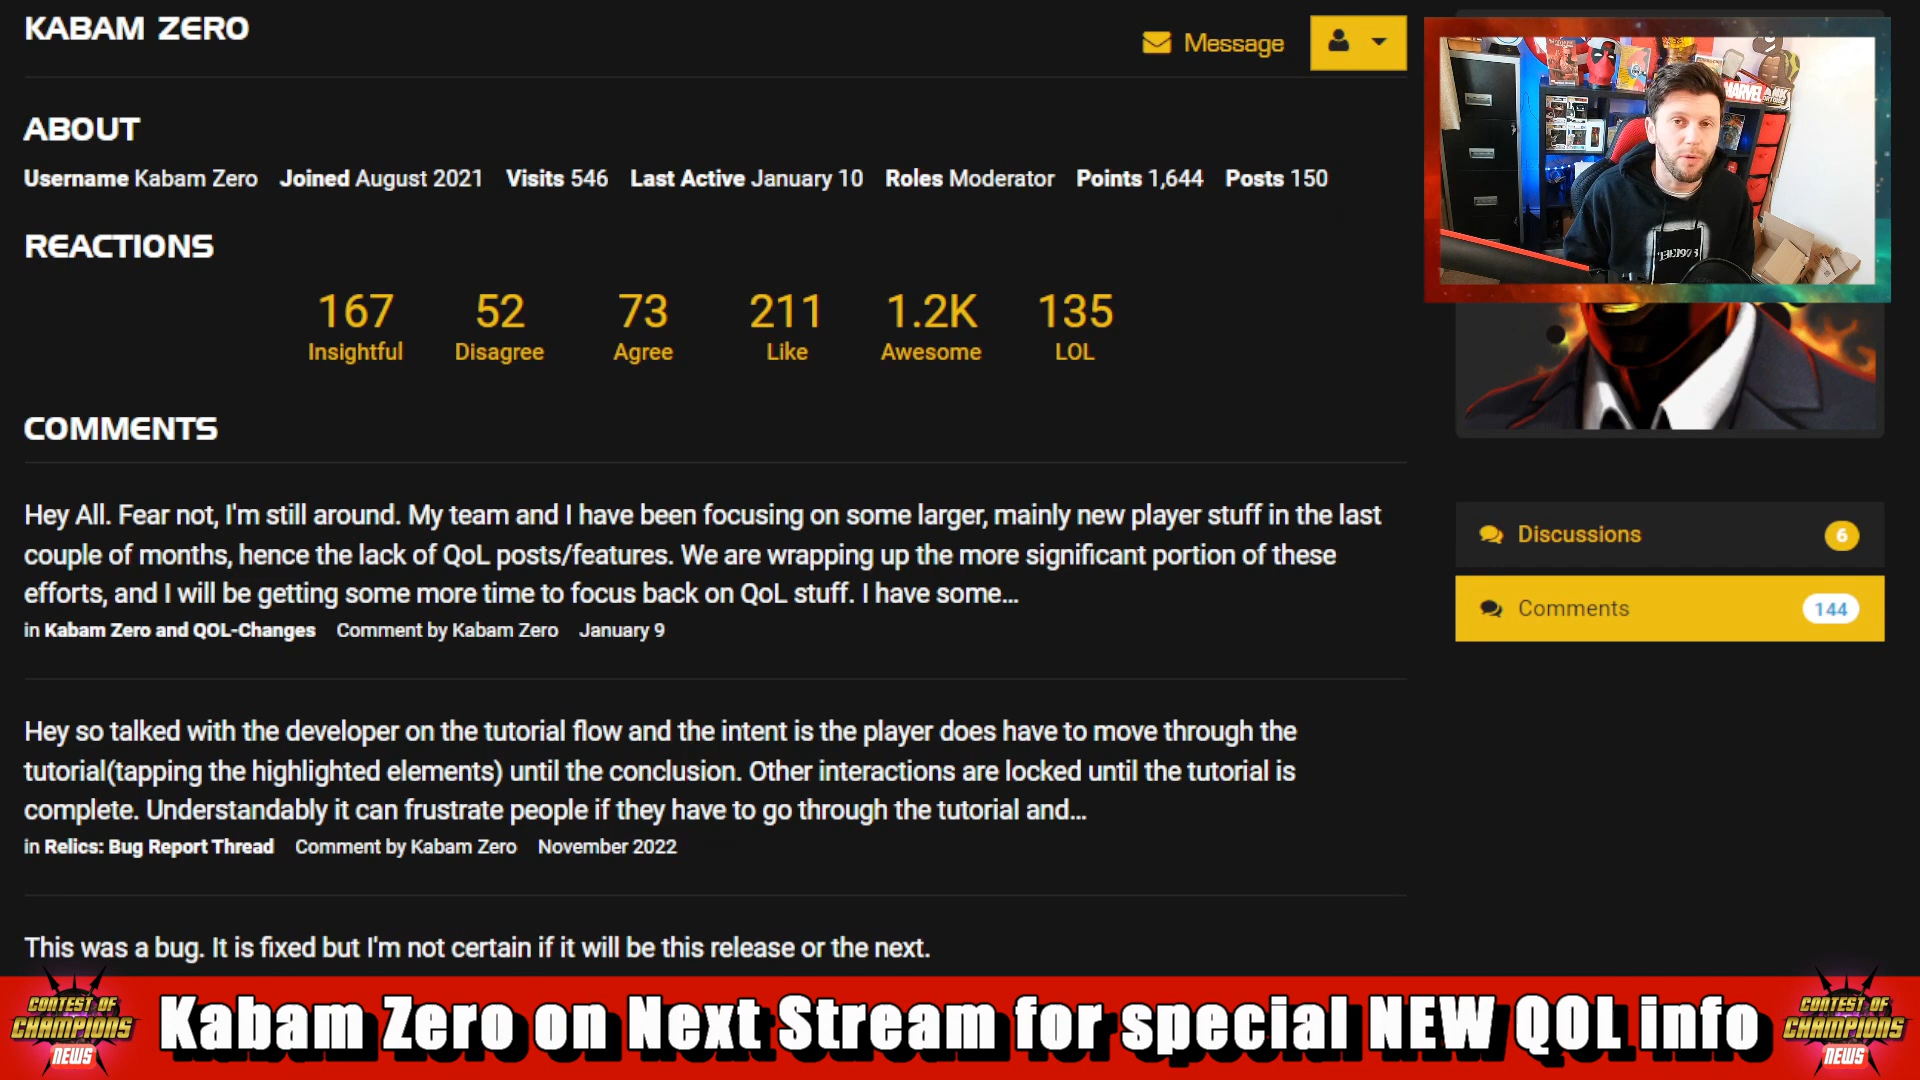 KABAM ZERO
Message
ABOUT
Username Kabam Zero Joined August 2021 Visits 546 Last Active January 10 Roles Moderator Points 1,644 Posts 150
REACTIONS
167 52 73 211 1.2K 135
Insightful Disagree Agree Like Awesome LOL
COMMENTS
Hey All. Fear not, I'm still around. My team and I have been focusing on some larger, mainly new player stuff in the last
couple of months, hence the lack of QoL posts/features. We are wrapping up the more significant portion of these
efforts, and I will be getting some more time to focus back on QoL stuff. I have some...
in Kabam Zero and QOL-Changes Comment by Kabam Zero January 9
Hey so talked with the developer on the tutorial flow and the intent is the player does have to move through the
tutorial(tapping the highlighted elements) until the conclusion. Other interactions are locked until the tutorial is
complete. Understandably it can frustrate people if they have to go through the tutorial and...
in Relics: Bug Report Thread Comment by Kabam Zero November 2022
This was a bug. It is fixed but I'm not certain if it will be this release or the next.
MARVEL
Discussions 6
Comments 144
CONTEST OF
CHAMPIONS
NEWS
Kabam Zero on Next Stream for special NEW QOL info
CONTEST OF
CHAMPIONS
NEWS